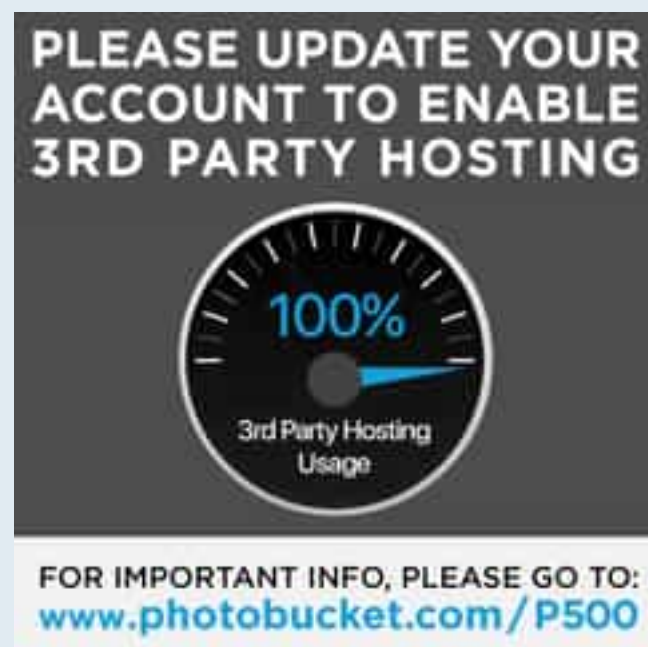 PLEASE UPDATE YOUR
ACCOUNT TO ENABLE
3RD PARTY HOSTING
100%
3rd Party Hosting
Usage
FOR IMPORTANT INFO, PLEASE GO TO:
www.photobucket.com/P500